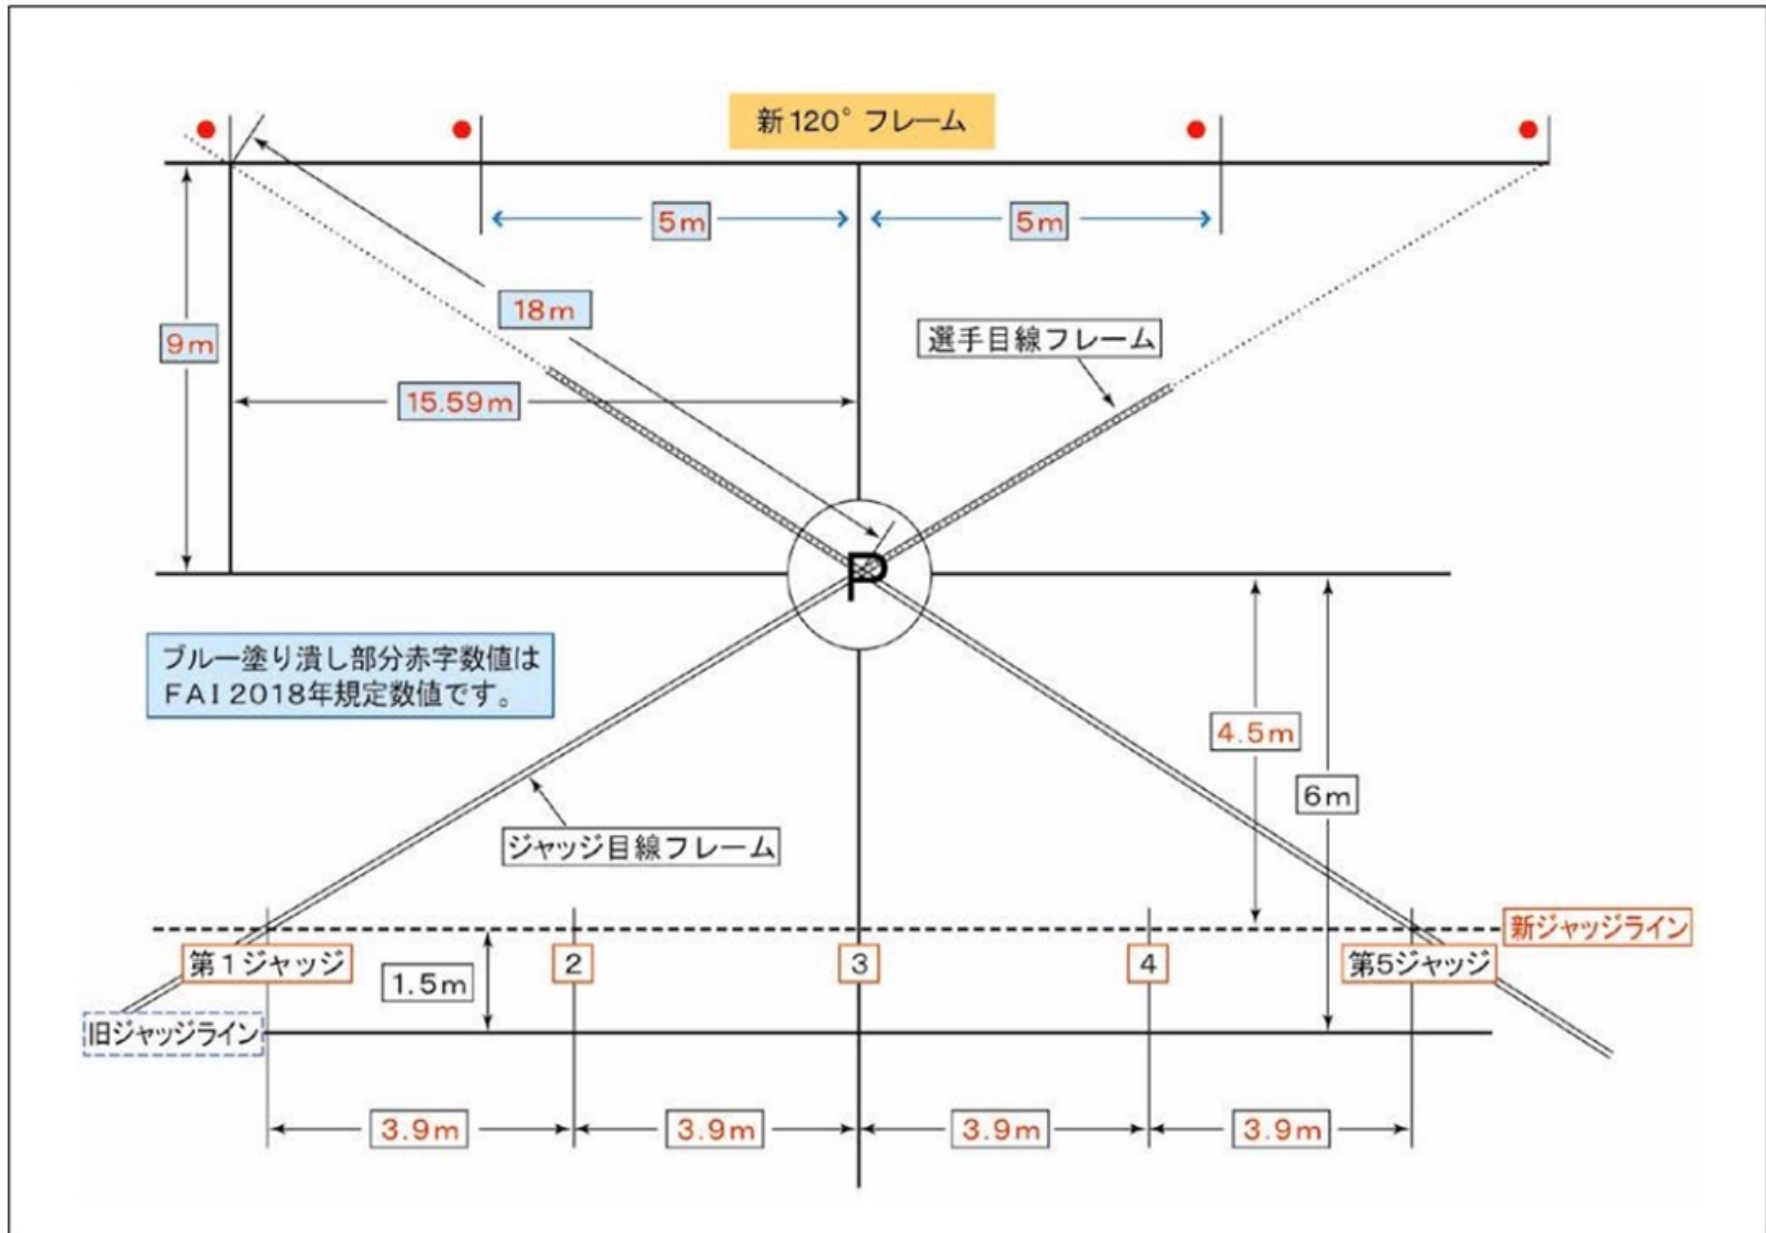 新120°フレーム
5m
5m
18m
選手目線フレーム
9m
15.59m
P
ブルー塗り潰し部分赤字数値は
FAI2018年規定数値です。
4.5m
6m
ジャッジ目線フレーム
新ジャッジライン
第1ジャッジ
2
3
4
第5ジャッジ
1.5m
旧ジャッジライン
3.9m
3.9m
3.9m
3.9m